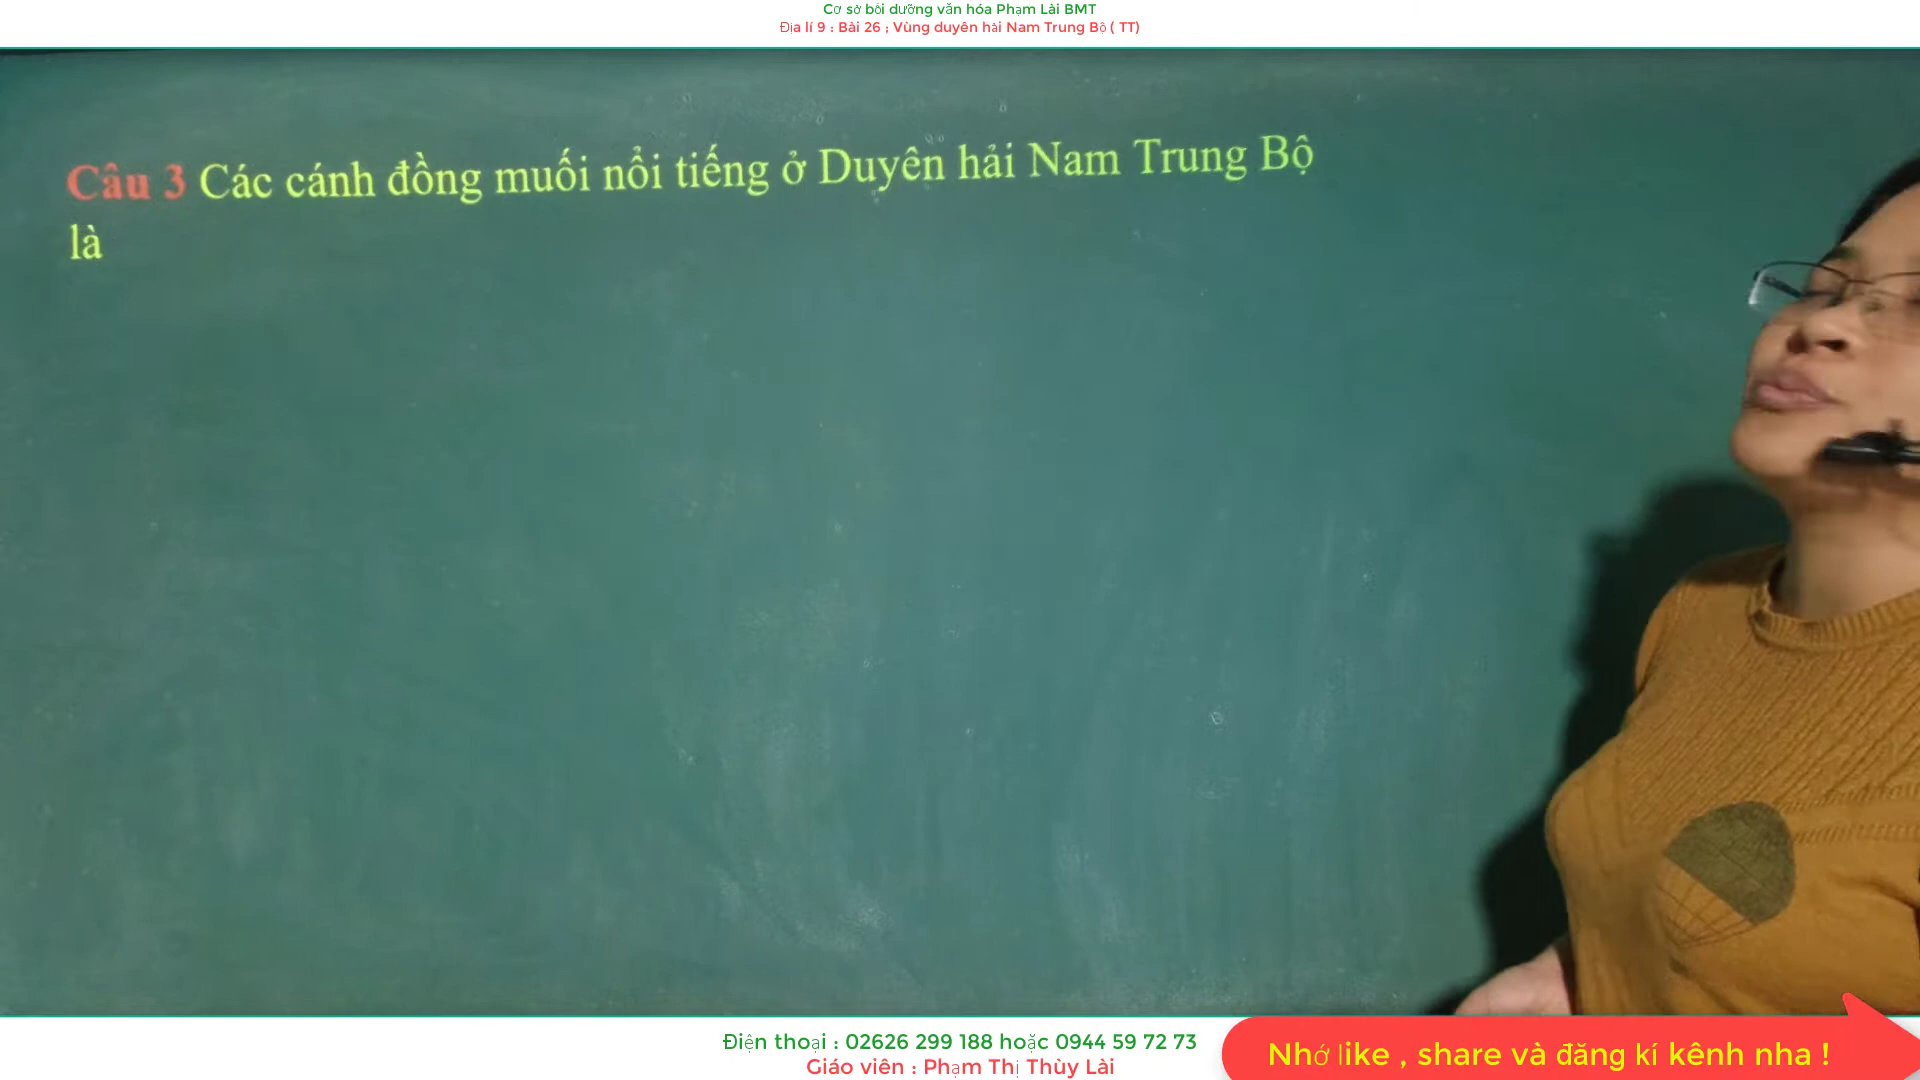 Cơ sở bồi dưỡng văn hóa Phạm Lài BMT
Địa lí 9 : Bài 26 ; Vùng duyên hải Nam Trung Bộ ( TT)
Câu 3 Các cánh đồng muối nổi tiếng ở Duyên hải Nam Trung Bộ
là
Điện thoại : 02626 299 188 hoặc 0944 59 72 73
Giáo viên : Phạm Thị Thùy Lài
Nhớ like , share và đăng kí kênh nha !